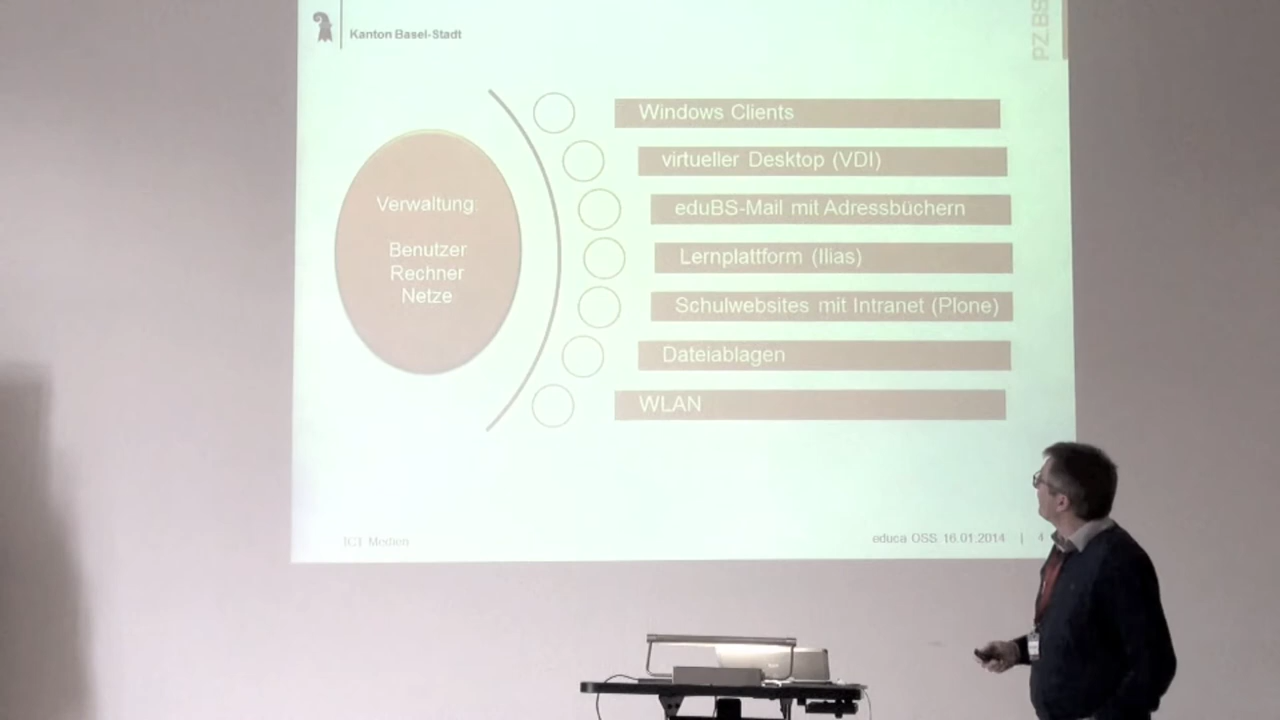 Kanton Basel-Stadt
PZ.BS
Verwaltung:
Benutzer
Rechner
Netze
Windows Clients
virtueller Desktop (VDI)
eduBS-Mail mit Adressbüchern
Lernplattform (Ilias)
Schulwebsites mit Intranet (Plone)
Dateiablagen
WLAN
ICT Medien
educa OSS 16.01.2014 | 4